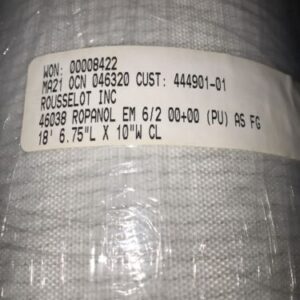 WON: 00008422
MA21 OCN 046320 CUST: 444901-01
ROUSSELOT INC
46038 ROPANOL EM 6/2 00+00 (PU) AS FG
18' 6.75"L X 10"W CL